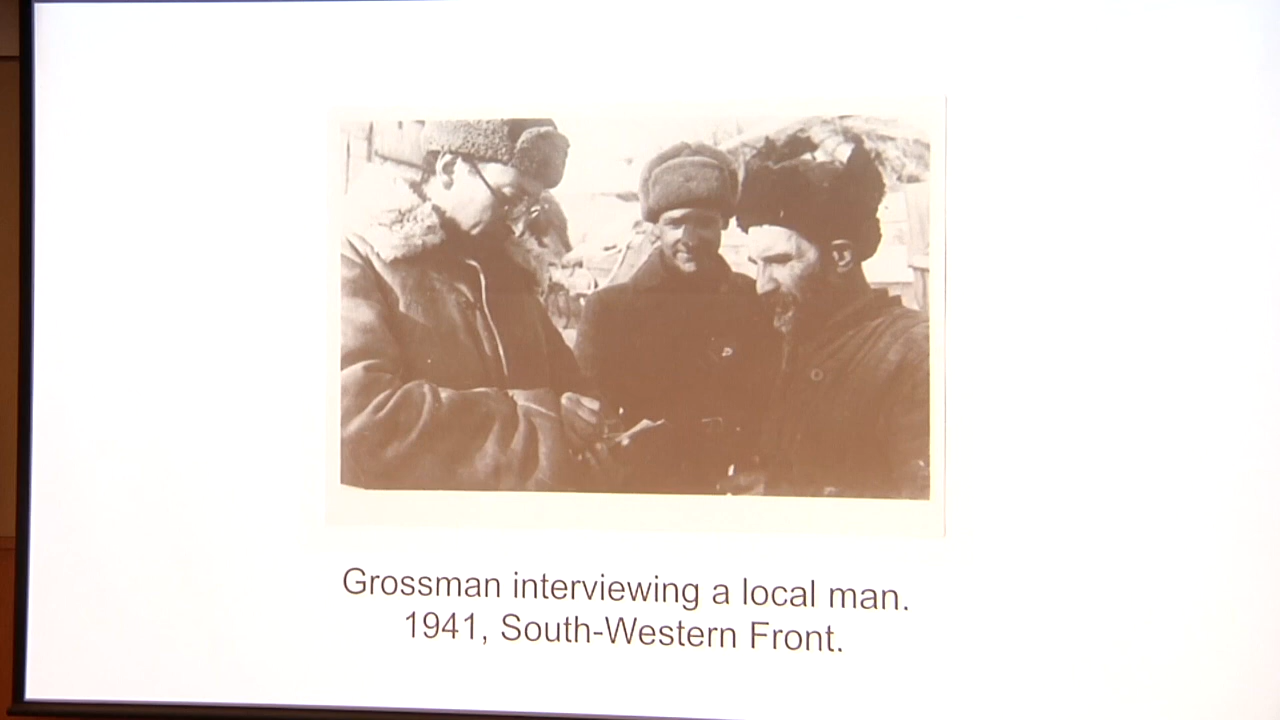 Grossman interviewing a local man.
1941, South-Western Front.